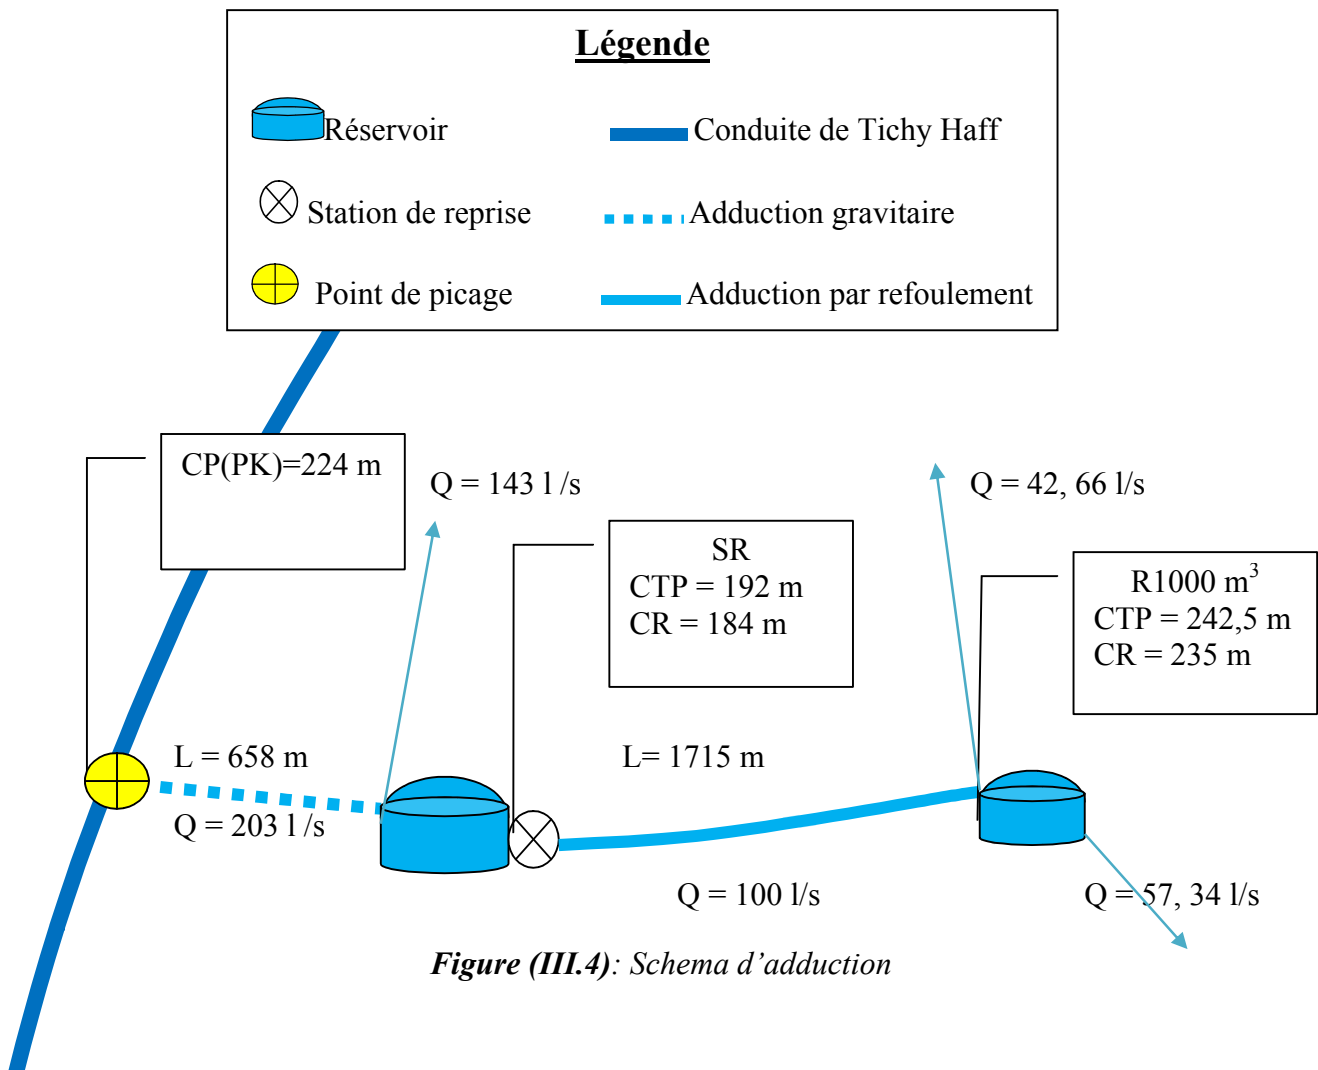 Légende
Réservoir
Conduite de Tichy Haff
Station de reprise
Adduction gravitaire
Point de picage
Adduction par refoulement
CP(PK)=224 m
Q = 143 l /s
Q = 42, 66 l/s
SR
CTP = 192 m
CR = 184 m
R1000 m³
CTP = 242,5 m
CR = 235 m
L = 658 m
L= 1715 m
Q = 203 l /s
Q = 100 l/s
Q = 57, 34 l/s
Figure (III.4): Schema d’adduction